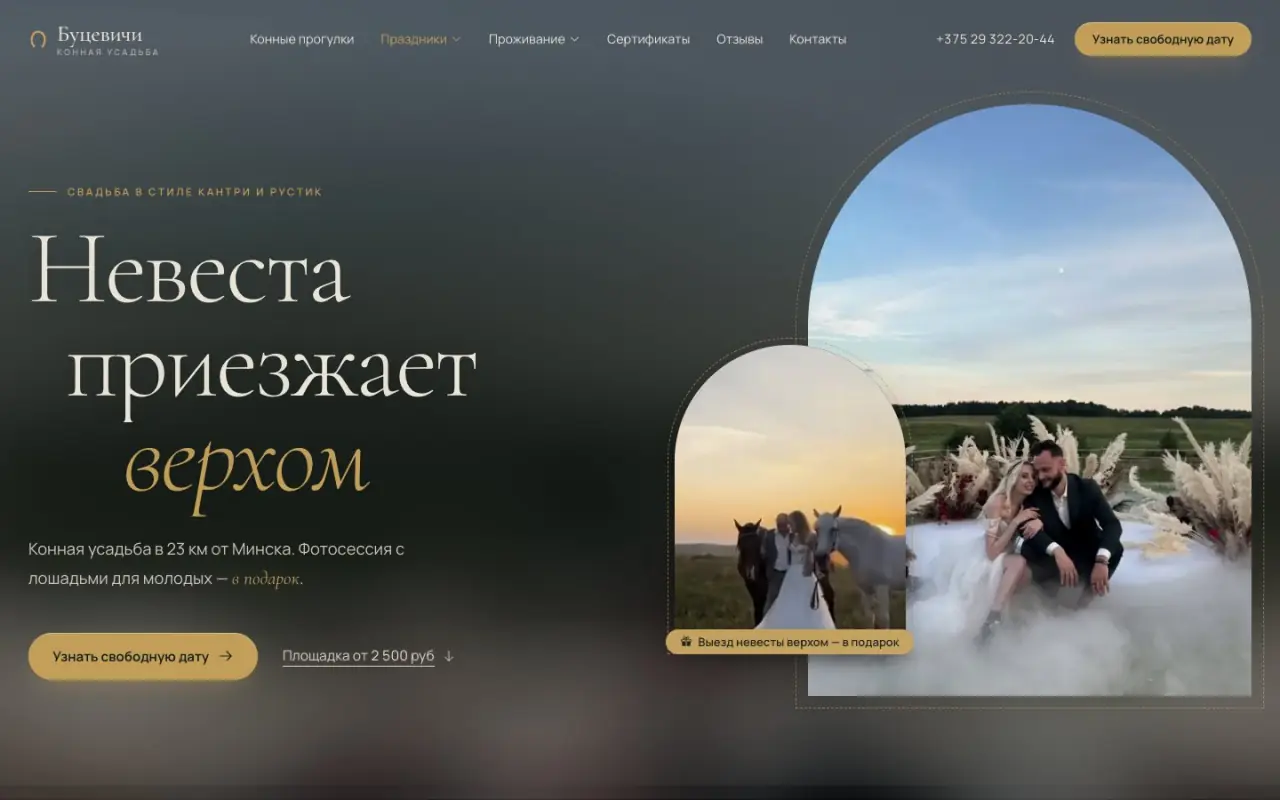 Буцевичи
КОННАЯ УСАДЬБА
Конные прогулки
Праздники
Проживание
Сертификаты
Отзывы
Контакты
+375 29 322-20-44
Узнать свободную дату
СВАДЬБА В СТИЛЕ КАНТРИ И РУСТИК
Невеста
приезжает
верхом
Конная усадьба в 23 км от Минска. Фотосессия с
лошадьми для молодых — в подарок.
Узнать свободную дату →
Площадка от 2 500 руб ↓
Выезд невесты верхом — в подарок